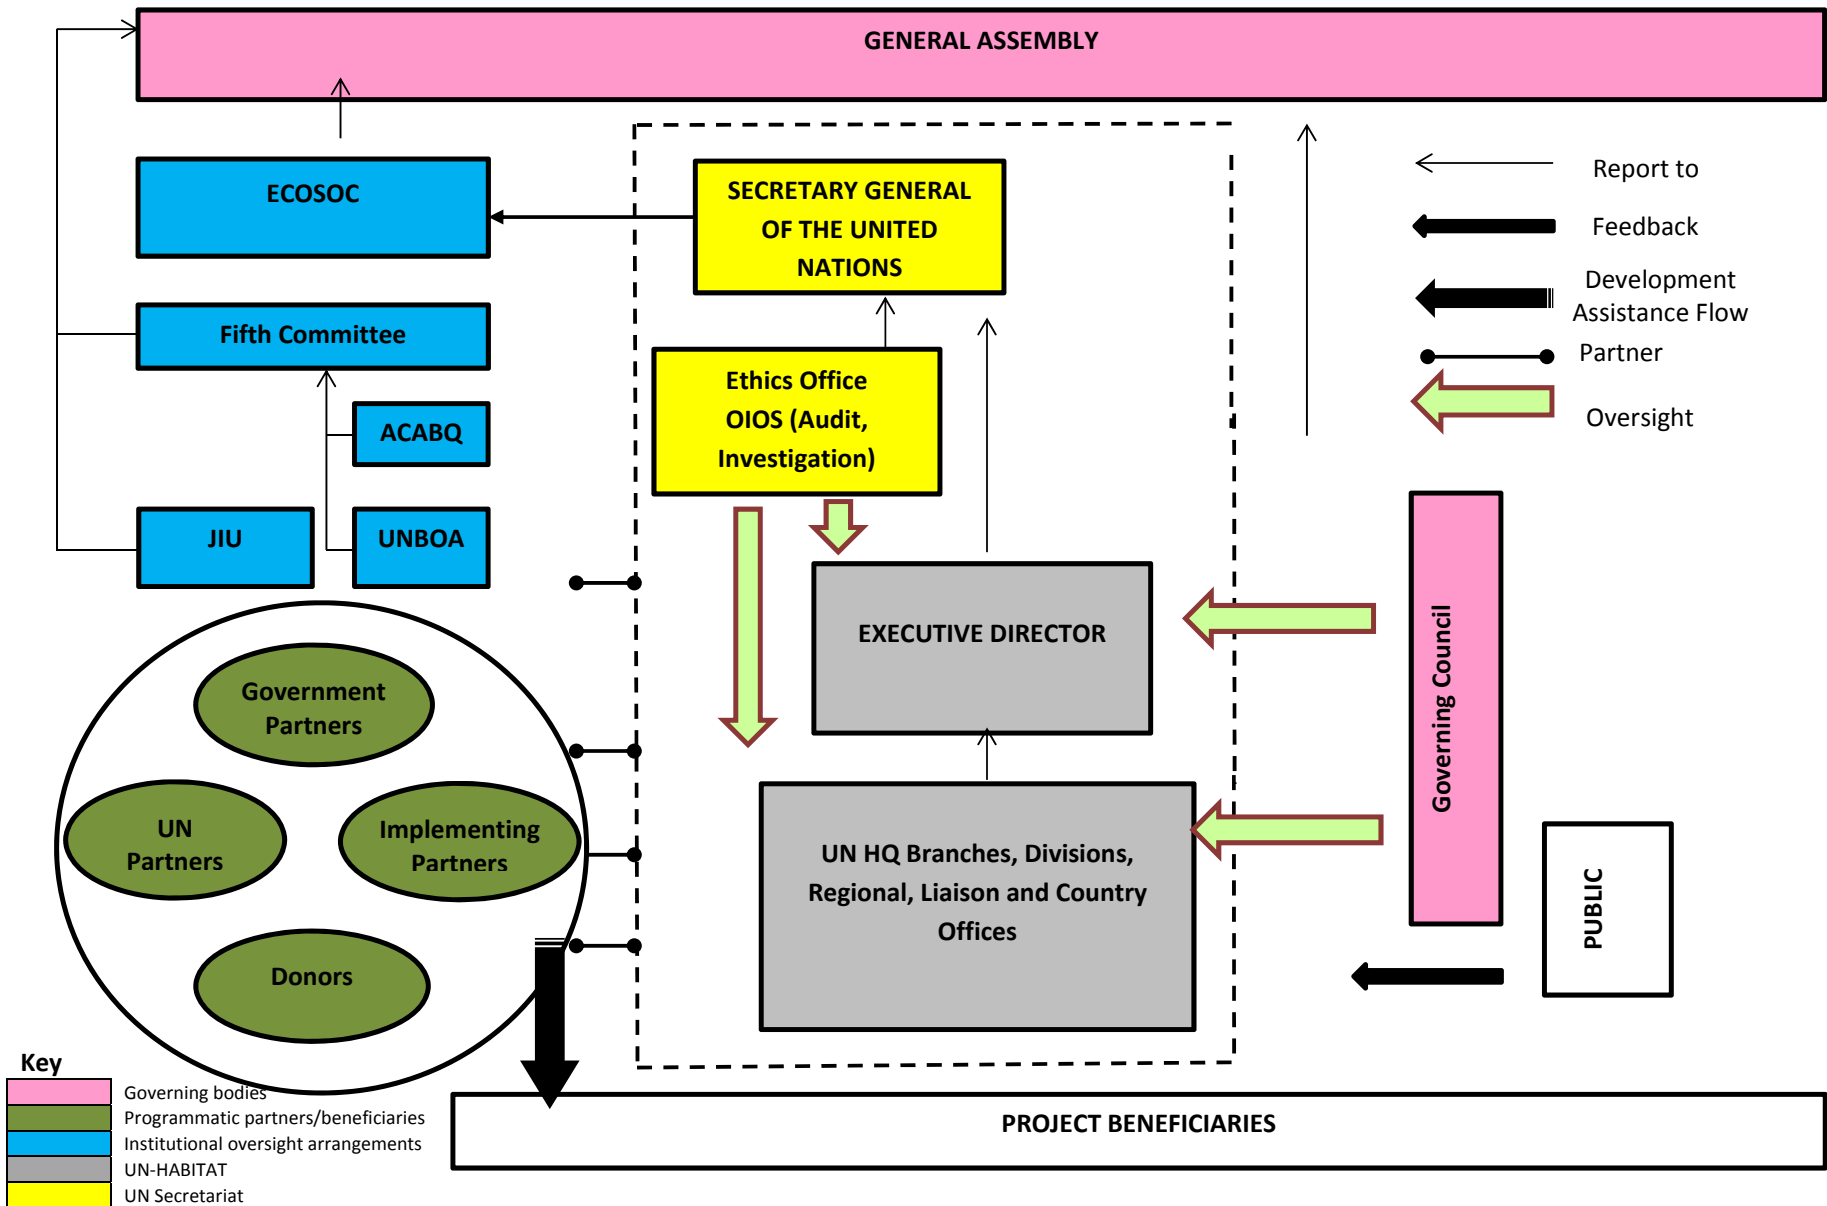 GENERAL ASSEMBLY
ECOSOC
SECRETARY GENERAL
OF THE UNITED
NATIONS
Report to
Feedback
Development
Assistance Flow
Partner
Oversight
Fifth Committee
Ethics Office
OIOS (Audit,
Investigation)
ACABQ
JIU
UNBOA
EXECUTIVE DIRECTOR
Governing Council
Government
Partners
UN
Partners
Implementing
Partners
Donors
UN HQ Branches, Divisions,
Regional, Liaison and Country
Offices
PUBLIC
PROJECT BENEFICIARIES
Key
Governing bodies
Programmatic partners/beneficiaries
Institutional oversight arrangements
UN-HABITAT
UN Secretariat